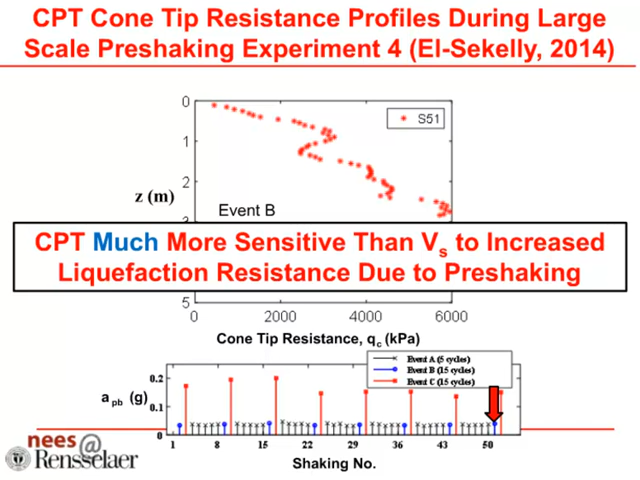 CPT Cone Tip Resistance Profiles During Large
Scale Preshaking Experiment 4 (El-Sekelly, 2014)
0
1
2
3
z (m)
S51
Event B
CPT Much More Sensitive Than Vs to Increased
Liquefaction Resistance Due to Preshaking
5
0 2000 4000 6000
Cone Tip Resistance, qc (kPa)
Event A (5 cycles)
Event B (15 cycles)
Event C (15 cycles)
0.2
0.1
0
a pb (g)
1 8 15 22 29 36 43 50
Shaking No.
nees@
Rensselaer